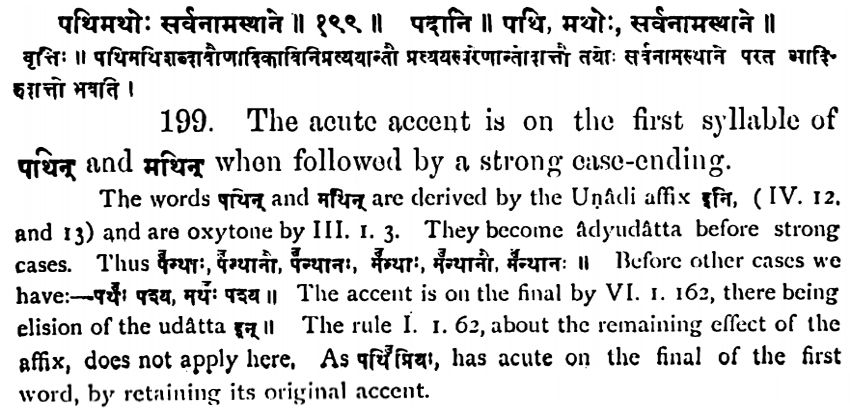 पथिमथोः सर्वनामस्थाने ॥ १९९ ॥ पदानि ॥ पथि, मथोः, सर्वनामस्थाने ॥
वृत्तिः ॥ पथिमथिशब्दावौणादिकाविनिप्रत्ययान्तौ प्रत्ययस्वरेणान्तोदात्तौ तयोः सर्वनामस्थाने परत आदि-
रुदात्तो भवति ।
199. The acute accent is on the first syllable of
पथिन् and मथिन् when followed by a strong case-ending.
The words पथिन् and मथिन् are derived by the Uṇâdi affix इनि, (IV. 12.
and 13) and are oxytone by III. 1. 3. They become âdyudâtta before strong
cases. Thus प꣡न्थाः, प꣡न्थानौ, प꣡न्थानः, म꣡न्थाः, म꣡न्थानौ, म꣡न्थानः ॥ Before other cases we
have:—पथः꣡ पश्य, मथः꣡ पश्य ॥ The accent is on the final by VI. 1. 162, there being
elision of the udâtta इन् ॥ The rule I. 1. 62, about the remaining effect of the
affix, does not apply here. As पथि꣡प्रियः, has acute on the final of the first
word, by retaining its original accent.